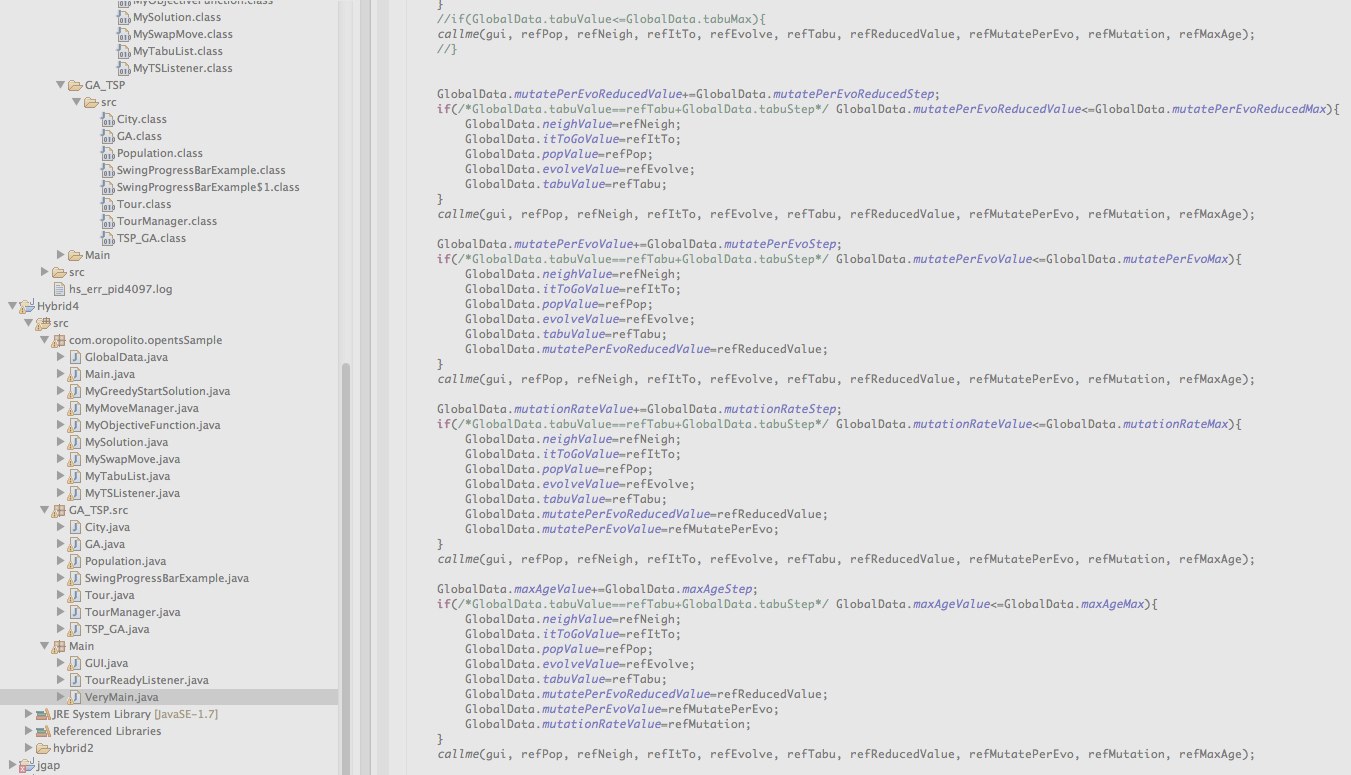 MyObjectiveFunction.class
MySolution.class
MySwapMove.class
MyTabuList.class
MyTSListener.class
GA_TSP
src
City.class
GA.class
Population.class
SwingProgressBarExample.class
SwingProgressBarExample$1.class
Tour.class
TourManager.class
TSP_GA.class
Main
src
hs_err_pid4097.log
Hybrid4
src
com.oropolito.opentsSample
GlobalData.java
Main.java
MyGreedyStartSolution.java
MyMoveManager.java
MyObjectiveFunction.java
MySolution.java
MySwapMove.java
MyTabuList.java
MyTSListener.java
GA_TSP.src
City.java
GA.java
Population.java
SwingProgressBarExample.java
Tour.java
TourManager.java
TSP_GA.java
Main
GUI.java
TourReadyListener.java
VeryMain.java
JRE System Library [JavaSE-1.7]
Referenced Libraries
hybrid2
jgap
}
//if(GlobalData.tabuValue<=GlobalData.tabuMax){
callme(gui, refPop, refNeigh, refItTo, refEvolve, refTabu, refReducedValue, refMutatePerEvo, refMutation, refMaxAge);
//}
GlobalData.mutatePerEvoReducedValue+=GlobalData.mutatePerEvoReducedStep;
if(/*GlobalData.tabuValue==refTabu+GlobalData.tabuStep*/ GlobalData.mutatePerEvoReducedValue<=GlobalData.mutatePerEvoReducedMax){
GlobalData.neighValue=refNeigh;
GlobalData.itToGoValue=refItTo;
GlobalData.popValue=refPop;
GlobalData.evolveValue=refEvolve;
GlobalData.tabuValue=refTabu;
}
callme(gui, refPop, refNeigh, refItTo, refEvolve, refTabu, refReducedValue, refMutatePerEvo, refMutation, refMaxAge);
GlobalData.mutatePerEvoValue+=GlobalData.mutatePerEvoStep;
if(/*GlobalData.tabuValue==refTabu+GlobalData.tabuStep*/ GlobalData.mutatePerEvoValue<=GlobalData.mutatePerEvoMax){
GlobalData.neighValue=refNeigh;
GlobalData.itToGoValue=refItTo;
GlobalData.popValue=refPop;
GlobalData.evolveValue=refEvolve;
GlobalData.tabuValue=refTabu;
GlobalData.mutatePerEvoReducedValue=refReducedValue;
}
callme(gui, refPop, refNeigh, refItTo, refEvolve, refTabu, refReducedValue, refMutatePerEvo, refMutation, refMaxAge);
GlobalData.mutationRateValue+=GlobalData.mutationRateStep;
if(/*GlobalData.tabuValue==refTabu+GlobalData.tabuStep*/ GlobalData.mutationRateValue<=GlobalData.mutationRateMax){
GlobalData.neighValue=refNeigh;
GlobalData.itToGoValue=refItTo;
GlobalData.popValue=refPop;
GlobalData.evolveValue=refEvolve;
GlobalData.tabuValue=refTabu;
GlobalData.mutatePerEvoReducedValue=refReducedValue;
GlobalData.mutatePerEvoValue=refMutatePerEvo;
}
callme(gui, refPop, refNeigh, refItTo, refEvolve, refTabu, refReducedValue, refMutatePerEvo, refMutation, refMaxAge);
GlobalData.maxAgeValue+=GlobalData.maxAgeStep;
if(/*GlobalData.tabuValue==refTabu+GlobalData.tabuStep*/ GlobalData.maxAgeValue<=GlobalData.maxAgeMax){
GlobalData.neighValue=refNeigh;
GlobalData.itToGoValue=refItTo;
GlobalData.popValue=refPop;
GlobalData.evolveValue=refEvolve;
GlobalData.tabuValue=refTabu;
GlobalData.mutatePerEvoReducedValue=refReducedValue;
GlobalData.mutatePerEvoValue=refMutatePerEvo;
GlobalData.mutationRateValue=refMutation;
}
callme(gui, refPop, refNeigh, refItTo, refEvolve, refTabu, refReducedValue, refMutatePerEvo, refMutation, refMaxAge);